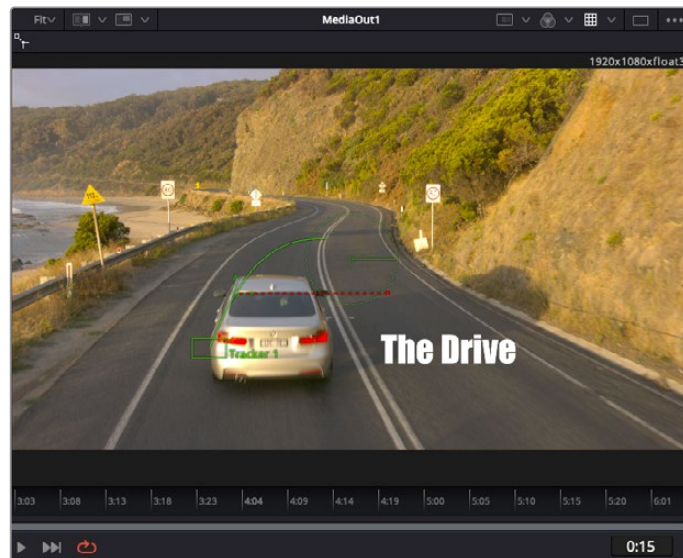 Fit
MediaOut1
1920x1080xfloat3
Tracker 1
The Drive
3:03 3:08 3:13 3:18 3:23 4:04 4:09 4:14 4:19 5:00 5:05 5:10 5:15 5:20 6:01
0:15